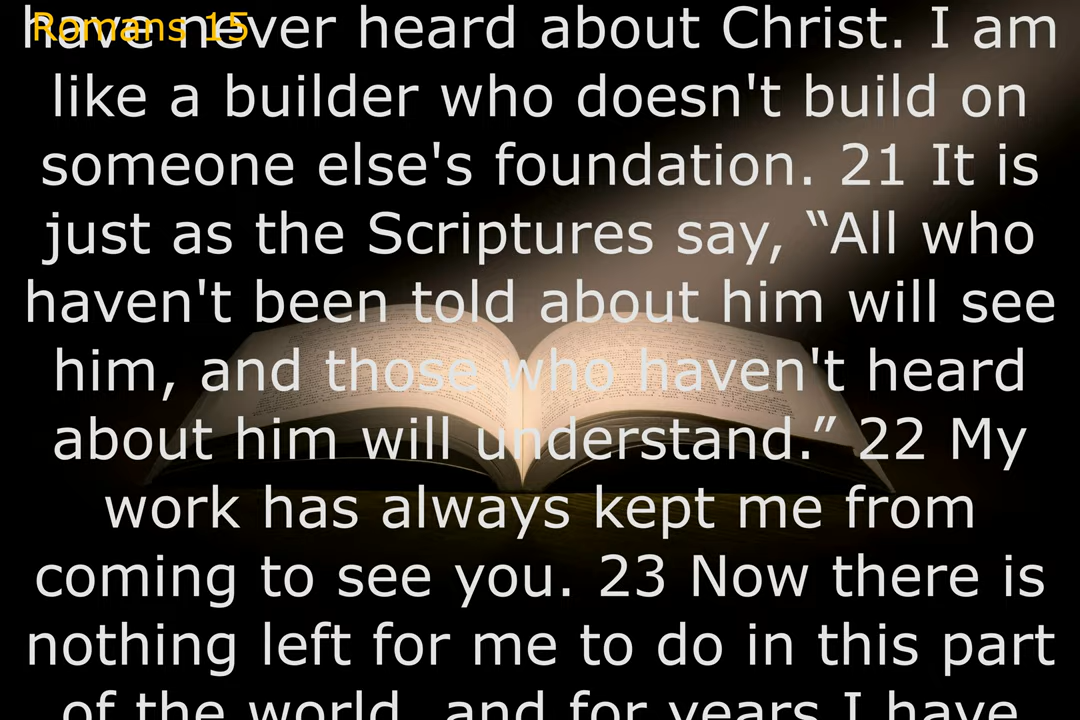 Romans 15
have never heard about Christ. I am
like a builder who doesn't build on
someone else's foundation. 21 It is
just as the Scriptures say, “All who
haven't been told about him will see
him, and those who haven't heard
about him will understand.” 22 My
work has always kept me from
coming to see you. 23 Now there is
nothing left for me to do in this part
of the world, and for years I have